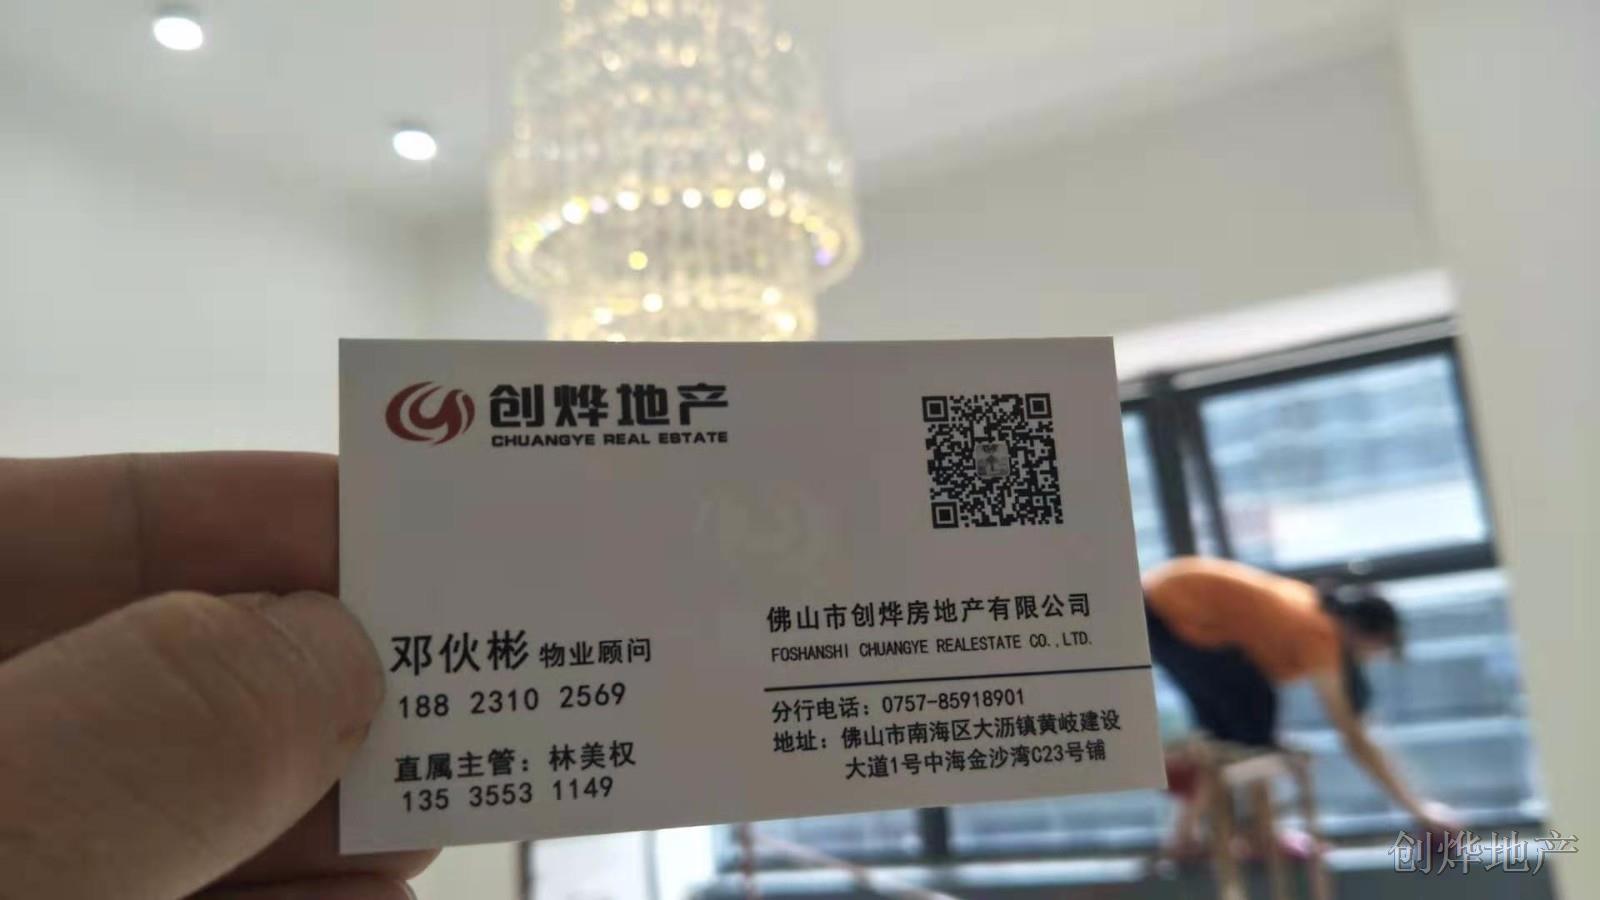 创烨地产
CHUANGYE REAL ESTATE
邓伙彬 物业顾问
188 2310 2569
直属主管：林美权
135 3553 1149
佛山市创烨房地产有限公司
FOSHANSHI CHUANGYE REALESTATE CO.,LTD.
分行电话：0757-85918901
地址：佛山市南海区大沥镇黄岐建设
大道1号中海金沙湾C23号铺
创烨地产